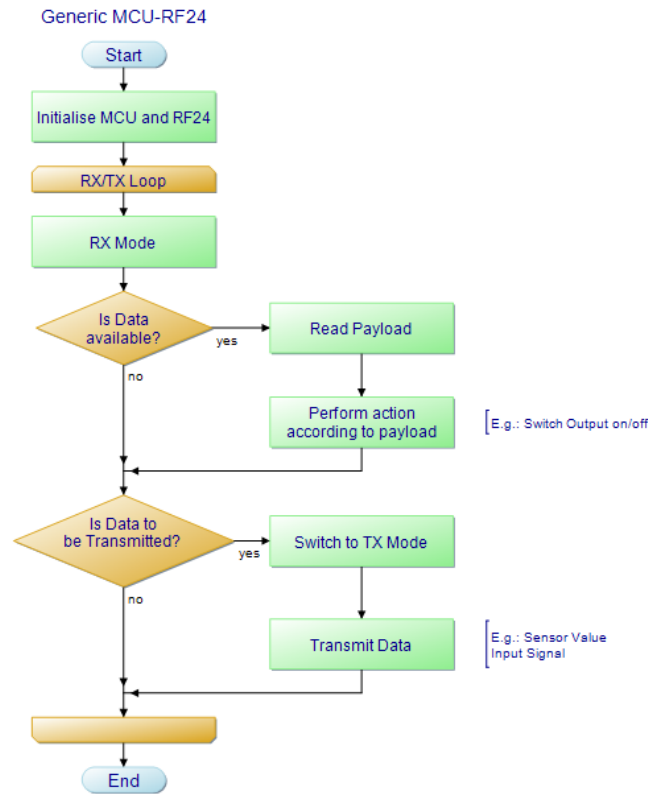 Generic MCU-RF24
Start
Initialise MCU and RF24
RX/TX Loop
RX Mode
Is Data
available?
yes
no
Read Payload
Perform action
according to payload
E.g.: Switch Output on/off
Is Data to
be Transmitted?
yes
no
Switch to TX Mode
Transmit Data
E.g.: Sensor Value
Input Signal
End